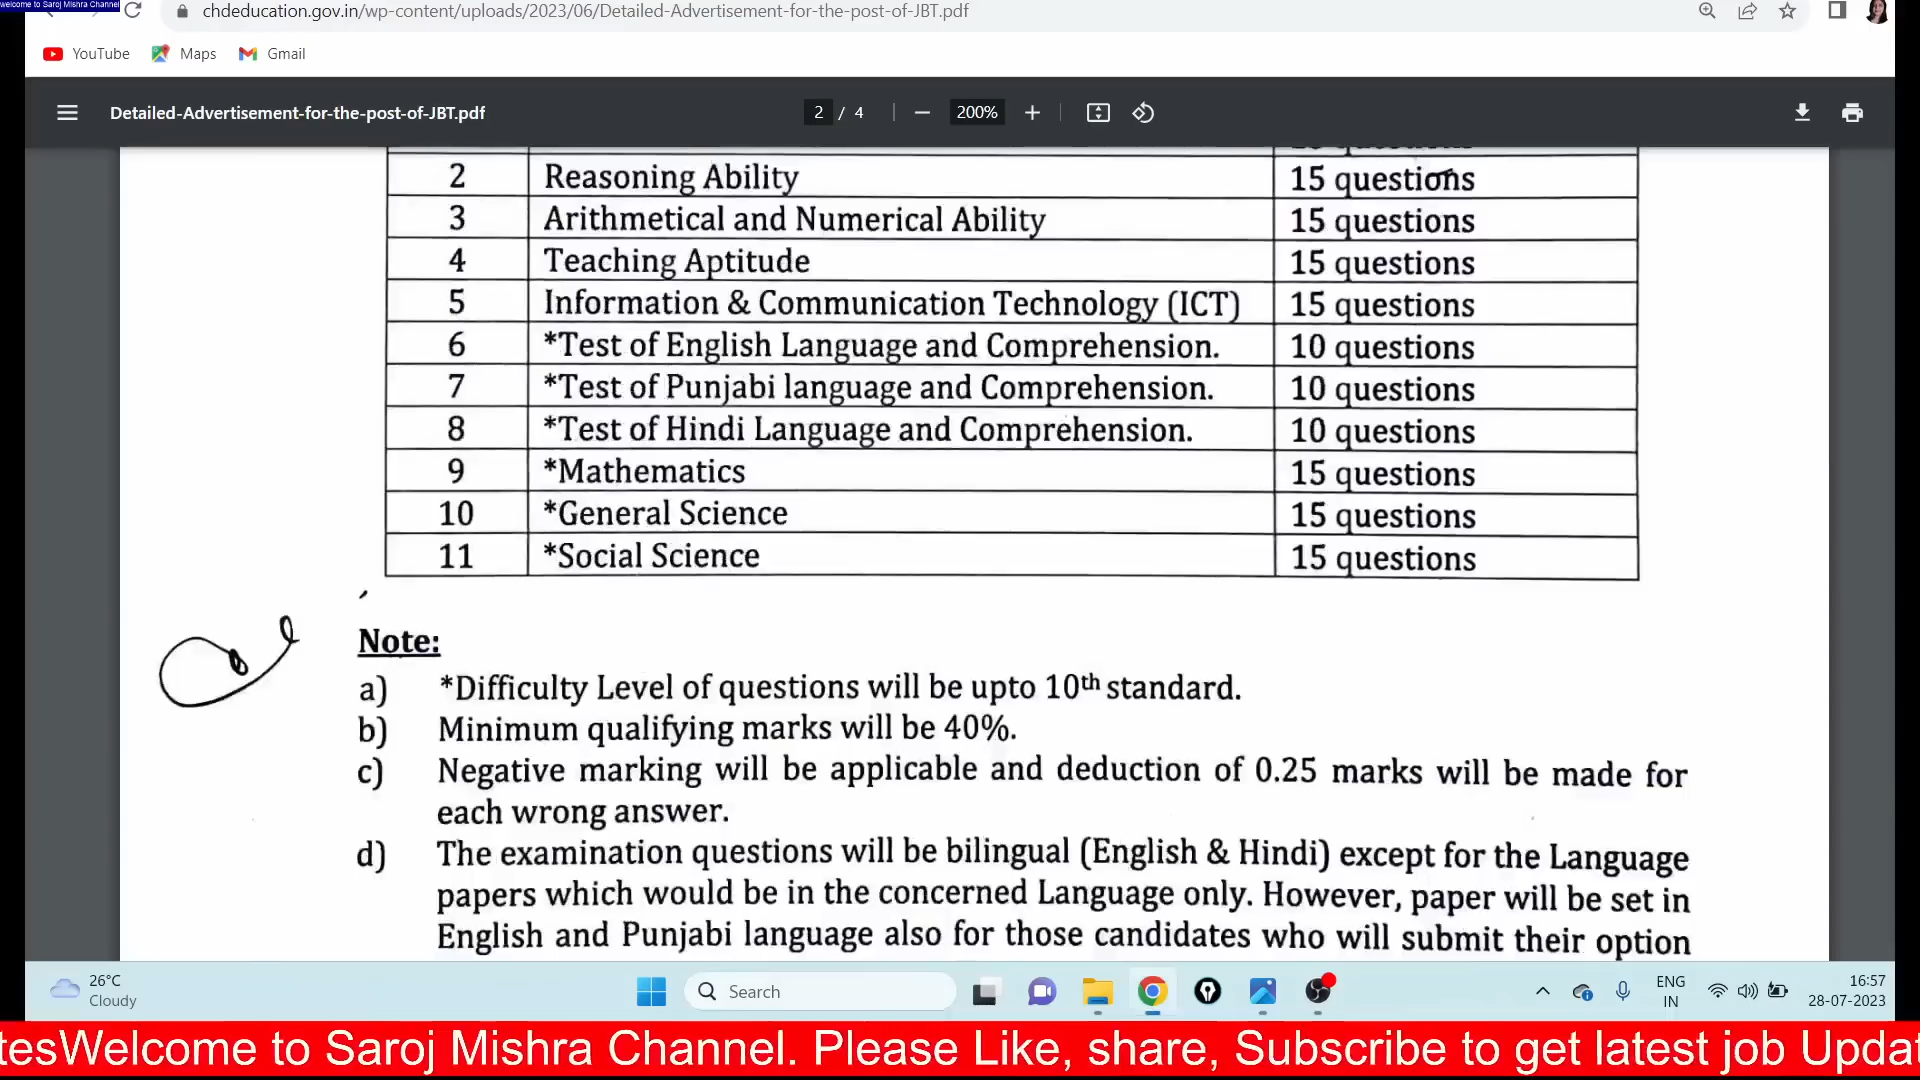 welcome to Saroj Mishra Channel
chdeducation.gov.in/wp-content/uploads/2023/06/Detailed-Advertisement-for-the-post-of-JBT.pdf
YouTube Maps Gmail
Detailed-Advertisement-for-the-post-of-JBT.pdf 2 / 4 200%
2 Reasoning Ability 15 questions
3 Arithmetical and Numerical Ability 15 questions
4 Teaching Aptitude 15 questions
5 Information & Communication Technology (ICT) 15 questions
6 *Test of English Language and Comprehension. 10 questions
7 *Test of Punjabi language and Comprehension. 10 questions
8 *Test of Hindi Language and Comprehension. 10 questions
9 *Mathematics 15 questions
10 *General Science 15 questions
11 *Social Science 15 questions
Note:
a) *Difficulty Level of questions will be upto 10th standard.
b) Minimum qualifying marks will be 40%.
c) Negative marking will be applicable and deduction of 0.25 marks will be made for
each wrong answer.
d) The examination questions will be bilingual (English & Hindi) except for the Language
papers which would be in the concerned Language only. However, paper will be set in
English and Punjabi language also for those candidates who will submit their option
26°C
Cloudy
Search
ENG
IN
16:57
28-07-2023
tesWelcome to Saroj Mishra Channel. Please Like, share, Subscribe to get latest job Updat